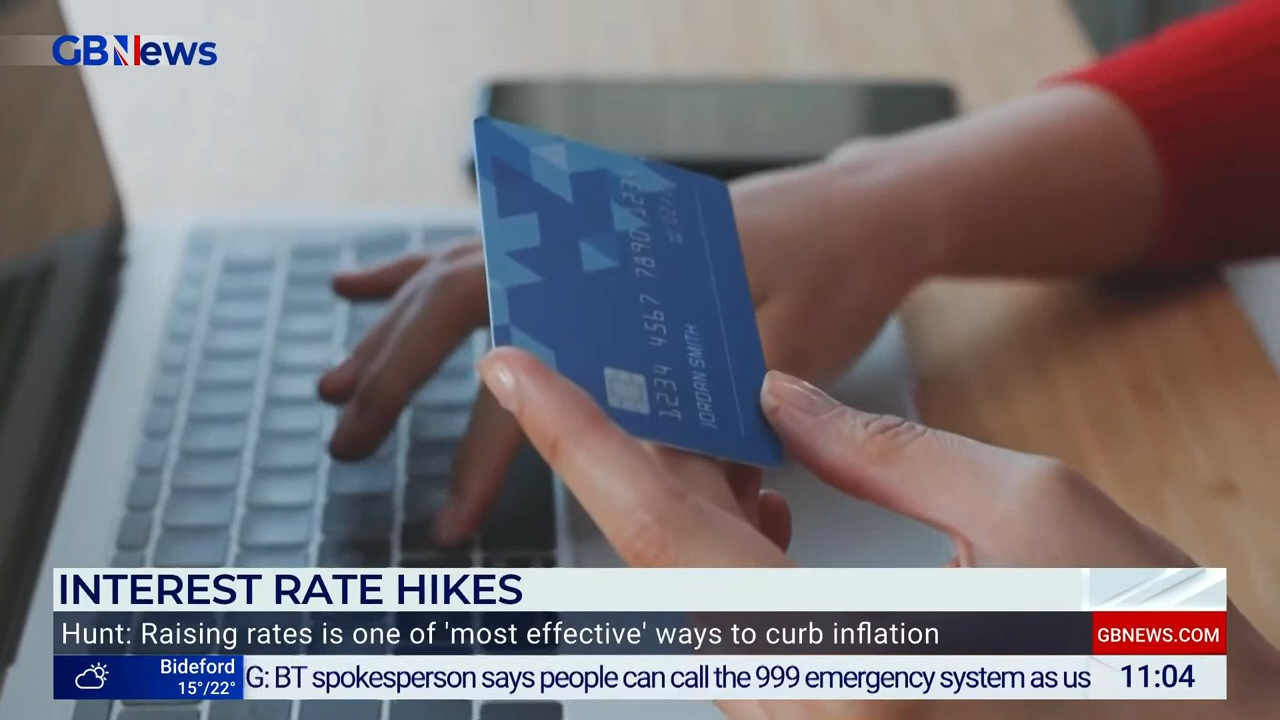 GBNews
1234 4567 7890 123
JORDAN SMITH
INTEREST RATE HIKES
Hunt: Raising rates is one of 'most effective' ways to curb inflation
GBNEWS.COM
Bideford
15°/22°
G: BT spokesperson says people can call the 999 emergency system as us
11:04